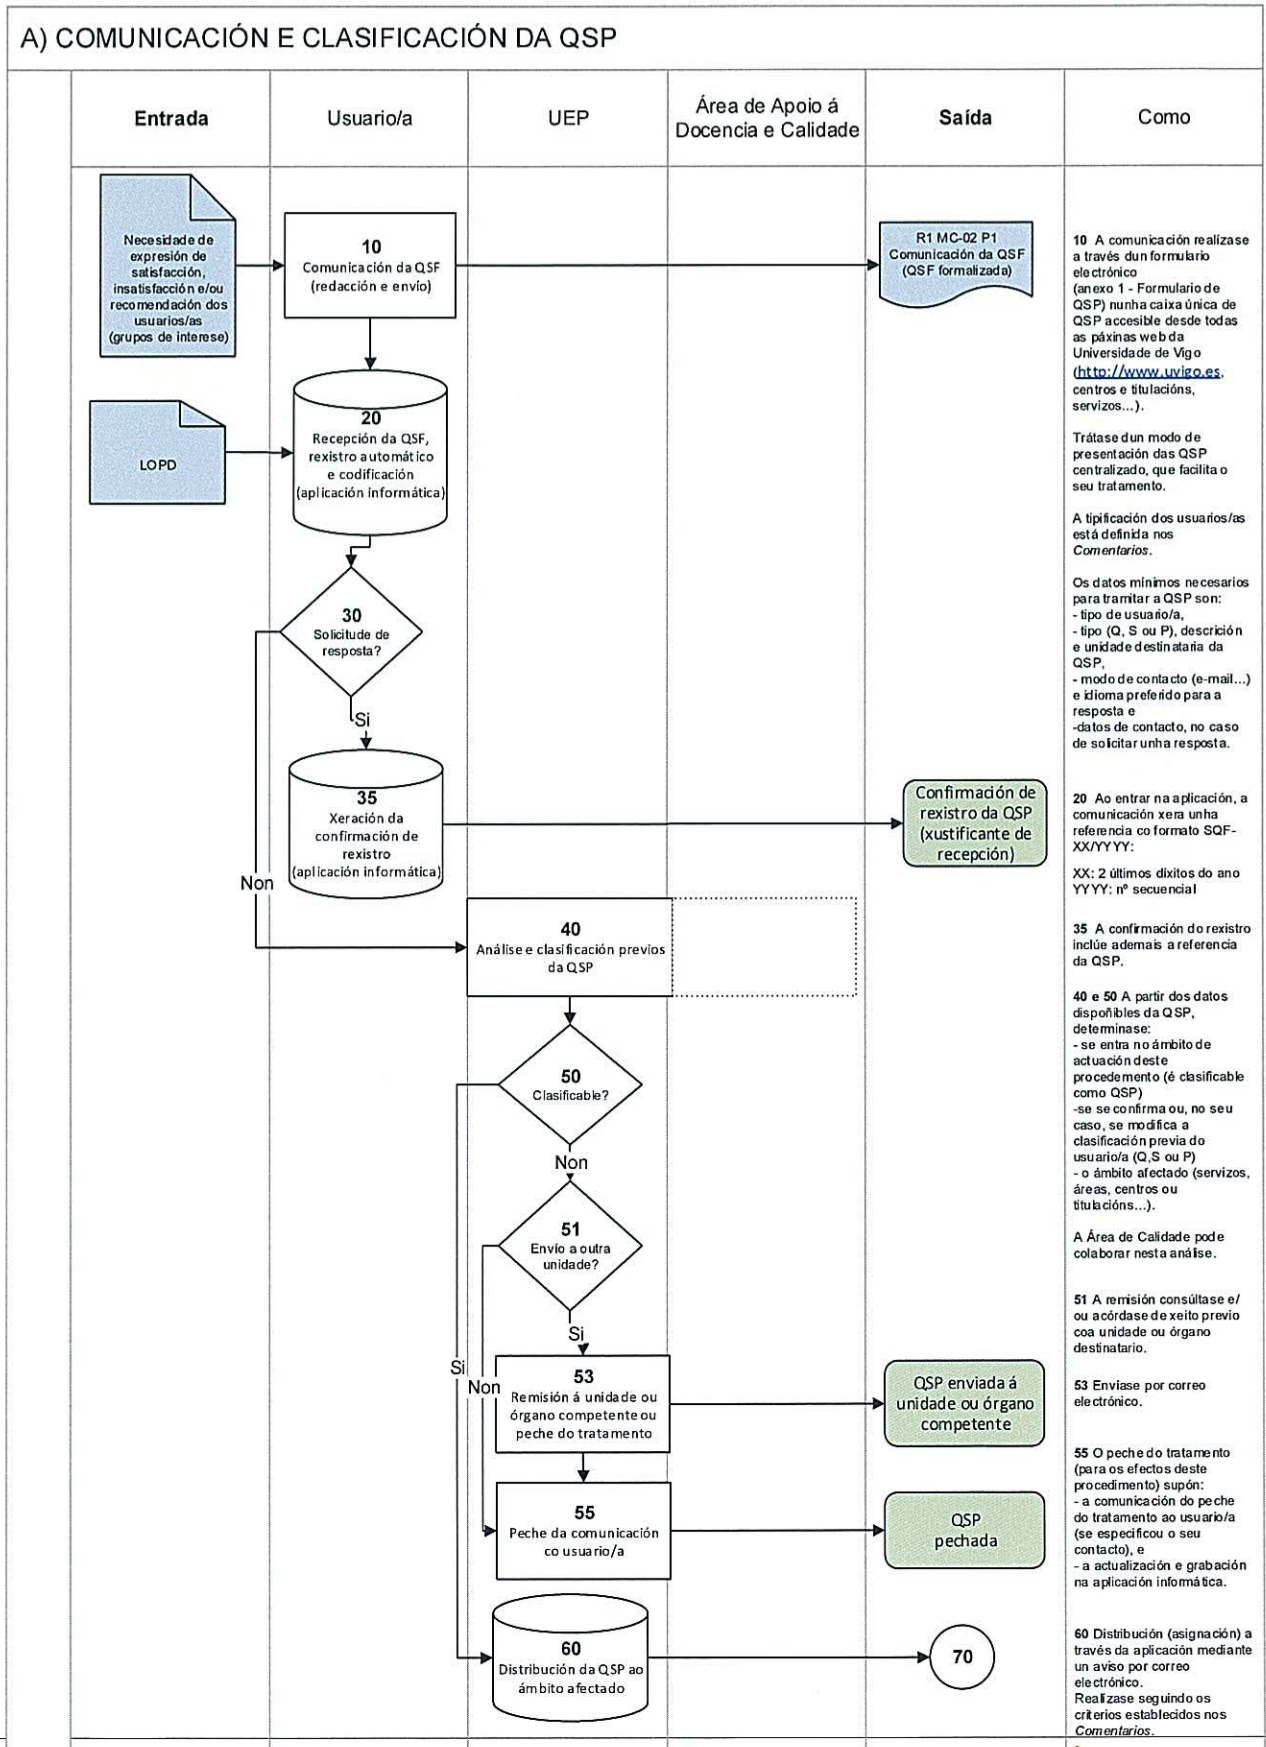 A) COMUNICACIÓN E CLASIFICACIÓN DA QSP
Entrada
Usuario/a
UEP
Área de Apoio á
Docencia e Calidade
Saída
Como
Necesidade de
expresión de
satisfacción,
insatisfacción e/ou
recomendación dos
usuarios/as
(grupos de interese)
10
Comunicación da QSF
(redacción e envío)
R1 MC-02 P1
Comunicación da QSF
(QSF formalizada)
LOPD
20
Recepción da QSF,
rexistro automático
e codificación
(aplicación informática)
30
Solicitude de
resposta?
Si
Non
35
Xeración da
confirmación de
rexistro
(aplicación informática)
Confirmación de
rexistro da QSP
(xustificante de
recepción)
40
Análise e clasificación previos
da QSP
50
Clasificable?
Non
Si
51
Envío a outra
unidade?
Si
Non
53
Remisión á unidade ou
órgano competente ou
peche do tratamento
QSP enviada á
unidade ou órgano
competente
55
Peche da comunicación
co usuario/a
QSP
pechada
60
Distribución da QSP ao
ámbito afectado
70
10 A comunicación realízase
a través dun formulario
electrónico
(anexo 1 - Formulario de
QSP) nunha caixa única de
QSP accesible desde todas
as páxinas web da
Universidade de Vigo
(http://www.uvigo.es,
centros e titulacións,
servizos...).
Trátase dun modo de
presentación das QSP
centralizado, que facilita o
seu tratamento.
A tipificación dos usuarios/as
está definida nos
Comentarios.
Os datos mínimos necesarios
para tramitar a QSP son:
- tipo de usuario/a,
- tipo (Q, S ou P), descrición
e unidade destinataria da
QSP,
- modo de contacto (e-mail...)
e idioma preferido para a
resposta e
-datos de contacto, no caso
de solicitar unha resposta.
20 Ao entrar na aplicación, a
comunicación xera unha
referencia co formato SQF-
XX/YYYY:
XX: 2 últimos díxitos do ano
YYYY: nº secuencial
35 A confirmación do rexistro
inclúe ademais a referencia
da QSP.
40 e 50 A partir dos datos
dispoñibles da QSP,
determinase:
- se entra no ámbito de
actuación deste
procedemento (é clasificable
como QSP)
-se se confirma ou, no seu
caso, se modifica a
clasificación previa do
usuario/a (Q,S ou P)
- o ámbito afectado (servizos,
áreas, centros ou
titulacións...).
A Área de Calidade pode
colaborar nesta análise.
51 A remisión consúltase e/
ou acórdase de xeito previo
coa unidade ou órgano
destinatario.
53 Envíase por correo
electrónico.
55 O peche do tratamento
(para os efectos deste
procedimento) supón:
- a comunicación do peche
do tratamento ao usuario/a
(se especificou o seu
contacto), e
- a actualización e grabación
na aplicación informática.
60 Distribución (asignación) a
través da aplicación mediante
un aviso por correo
electrónico.
Realízase seguindo os
criterios establecidos nos
Comentarios.